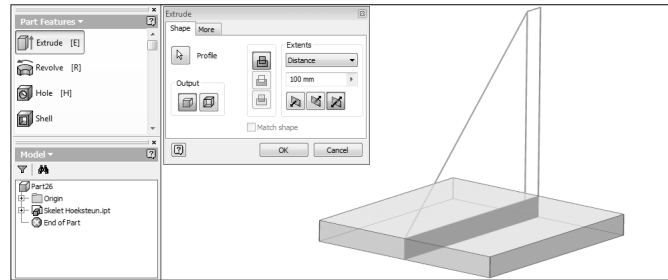 Part Features
Extrude [E]
Revolve [R]
Hole [H]
Shell
Model
Part26
Origin
Skelet Hoeksteun.ipt
End of Part
Extrude
Shape
More
Profile
Output
Extents
Distance
100 mm
Match shape
OK
Cancel